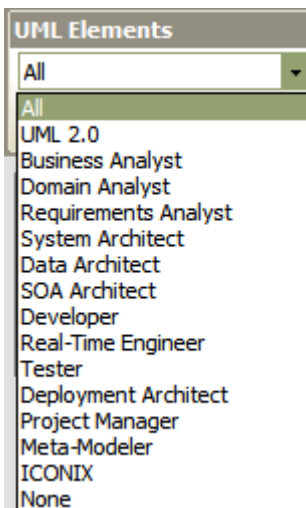 UML Elements
All
All
UML 2.0
Business Analyst
Domain Analyst
Requirements Analyst
System Architect
Data Architect
SOA Architect
Developer
Real-Time Engineer
Tester
Deployment Architect
Project Manager
Meta-Modeler
ICONIX
None